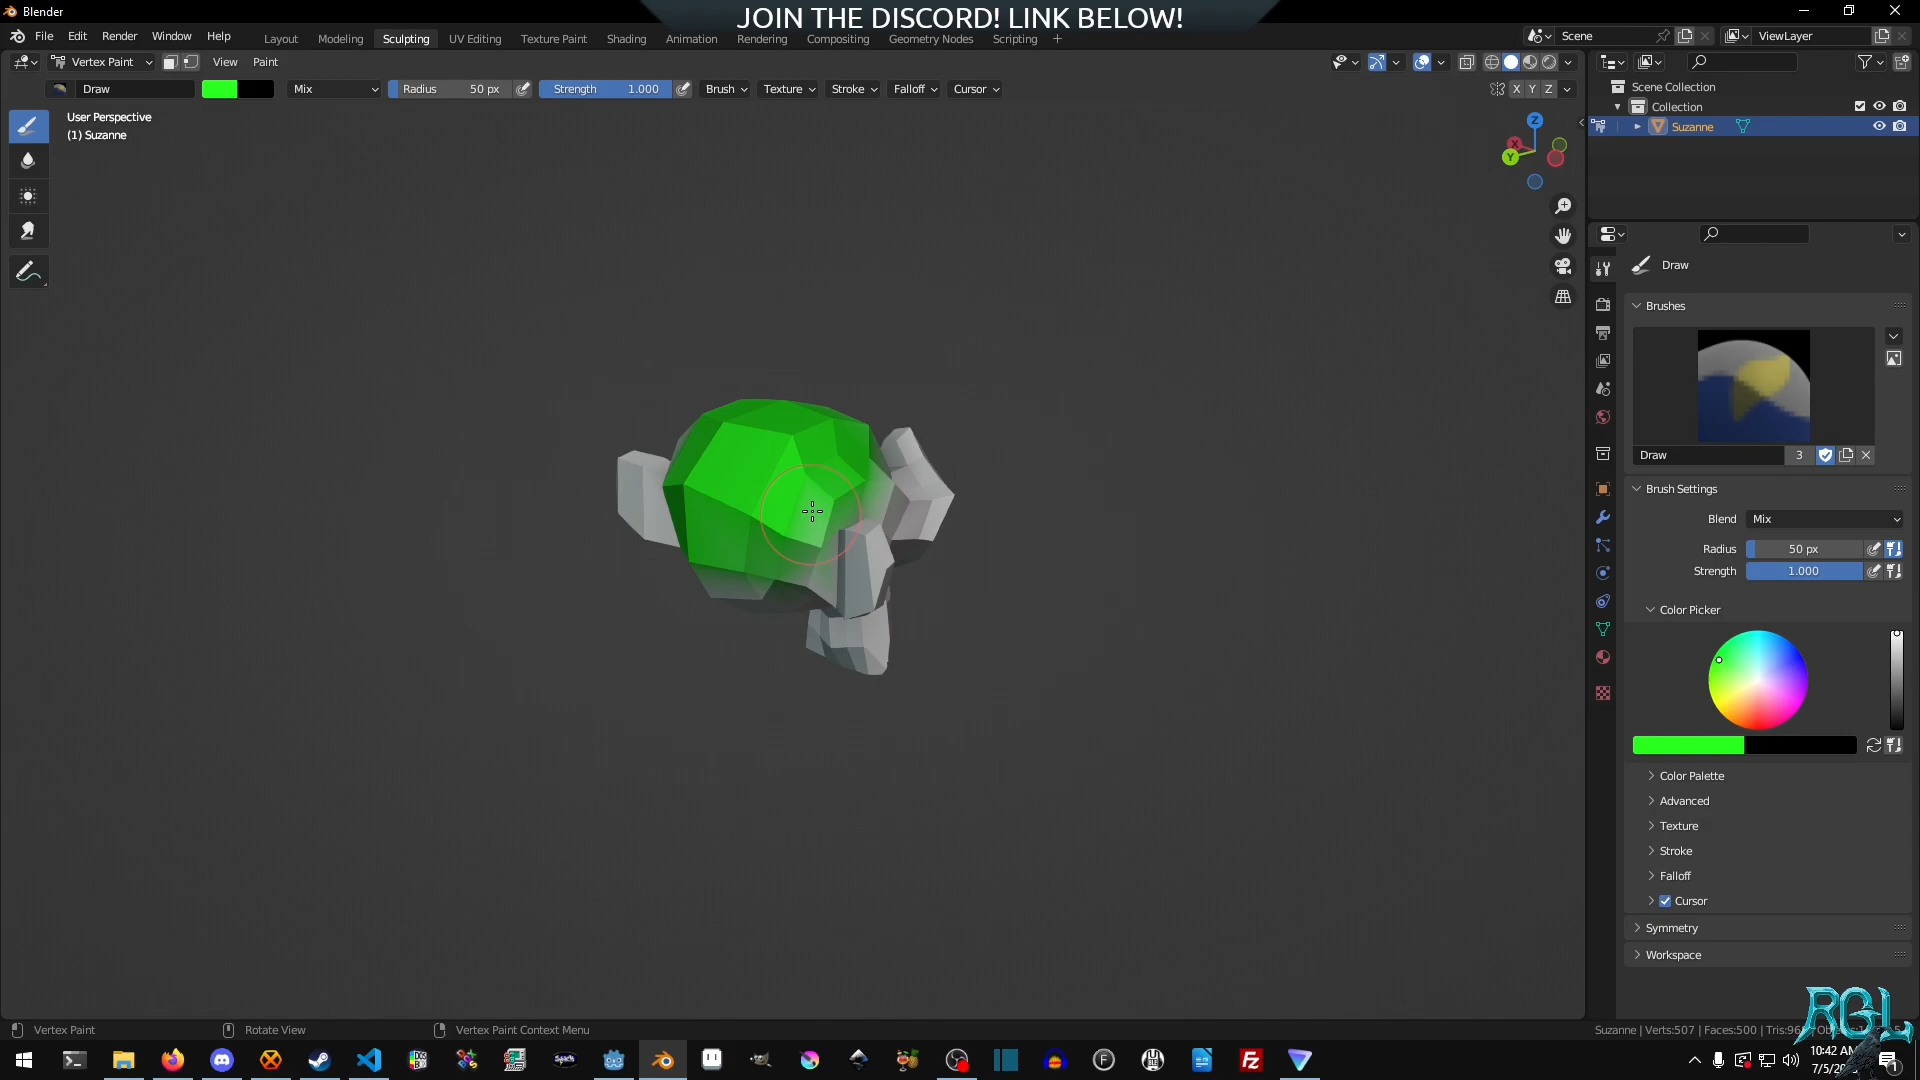 Blender
JOIN THE DISCORD! LINK BELOW!
File Edit Render Window Help
Layout Modeling Sculpting UV Editing Texture Paint Shading Animation Rendering Compositing Geometry Nodes Scripting +
Scene
ViewLayer
Vertex Paint View Paint
Draw Mix Radius 50 px Strength 1.000 Brush Texture Stroke Falloff Cursor
X Y Z
User Perspective
(1) Suzanne
Z
X
Y
Scene Collection
Collection
Suzanne
Draw
Brushes
Draw 3
Brush Settings
Blend Mix
Radius 50 px
Strength 1.000
Color Picker
Color Palette
Advanced
Texture
Stroke
Falloff
Cursor
Symmetry
Workspace
RGL
Vertex Paint Rotate View Vertex Paint Context Menu
Suzanne | Verts:507 | Faces:500 |
10:42 AM